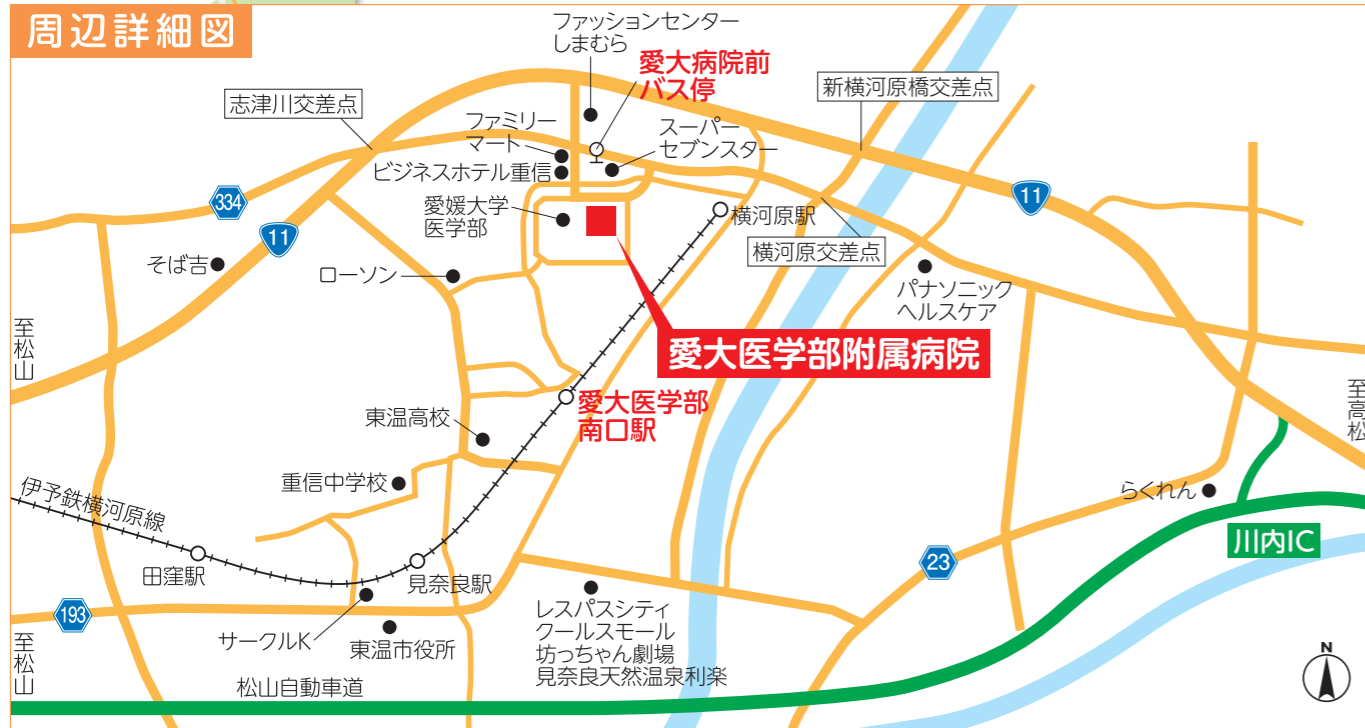 周辺詳細図
ファッションセンター
しまむら
愛大病院前
バス停
新横河原橋交差点
志津川交差点
ファミリー
マート
スーパー
セブンスター
ビジネスホテル重信
334
愛媛大学
医学部
11
横河原駅
11
横河原交差点
そば吉
ローソン
パナソニック
ヘルスケア
至松山
愛大医学部附属病院
至高松
愛大医学部
南口駅
東温高校
重信中学校
伊予鉄横河原線
らくれん
川内IC
田窪駅
見奈良駅
23
193
サークルK
東温市役所
レスパスシティ
クールスモール
坊っちゃん劇場
見奈良天然温泉利楽
至松山
松山自動車道
N